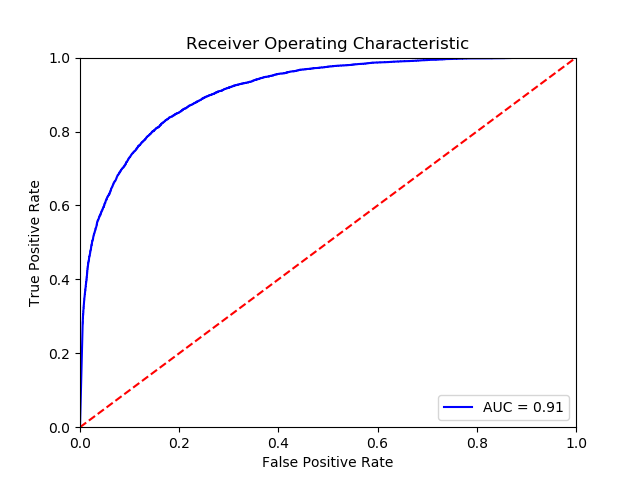 Receiver Operating Characteristic
1.0
0.8
0.6
0.4
0.2
0.0
True Positive Rate
AUC = 0.91
0.0 0.2 0.4 0.6 0.8 1.0
False Positive Rate